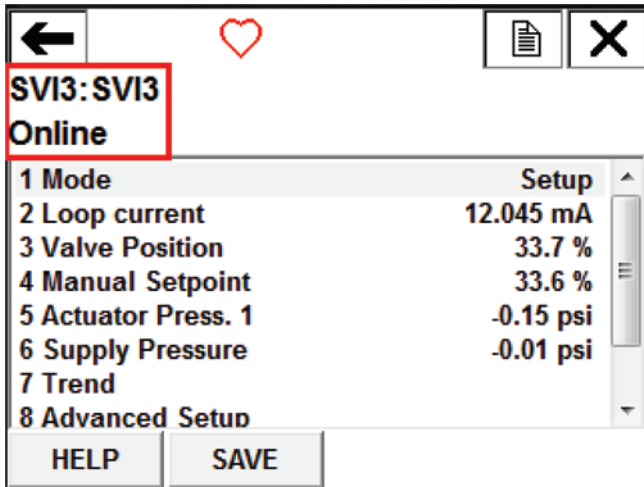 SVI3:SVI3
Online
1 Mode Setup
2 Loop current 12.045 mA
3 Valve Position 33.7 %
4 Manual Setpoint 33.6 %
5 Actuator Press. 1 -0.15 psi
6 Supply Pressure -0.01 psi
7 Trend
8 Advanced Setup
HELP SAVE